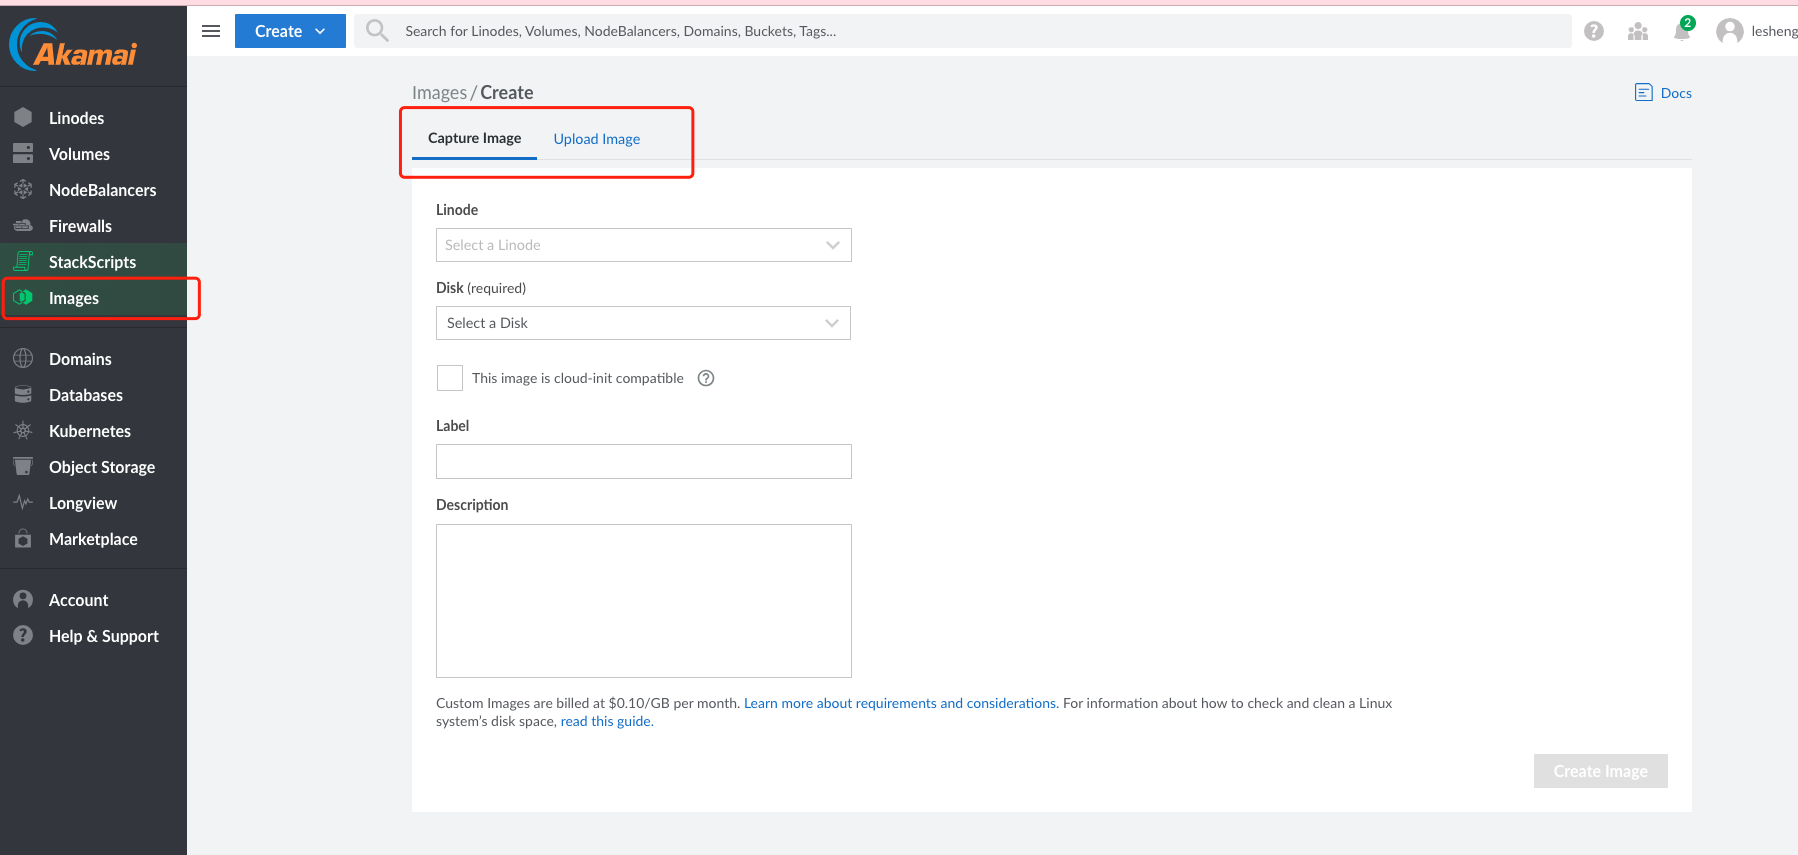 Akamai
Create
Search for Linodes, Volumes, NodeBalancers, Domains, Buckets, Tags...
2
lesheng
Linodes
Volumes
NodeBalancers
Firewalls
StackScripts
Images
Domains
Databases
Kubernetes
Object Storage
Longview
Marketplace
Account
Help & Support
Images / Create
Docs
Capture Image
Upload Image
Linode
Select a Linode
Disk (required)
Select a Disk
This image is cloud-init compatible
Label
Description
Custom Images are billed at $0.10/GB per month. Learn more about requirements and considerations. For information about how to check and clean a Linux
system's disk space, read this guide.
Create Image